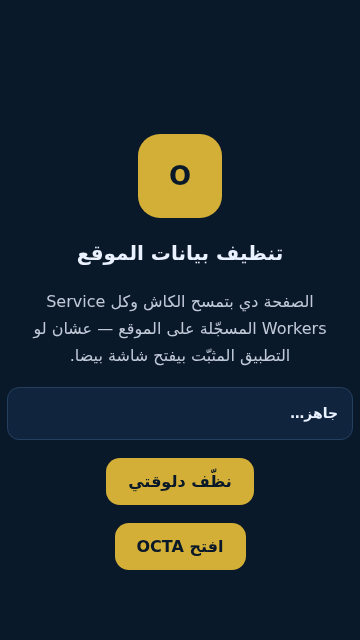 O
تنظيف بيانات الموقع
الصفحة دي بتمسح الكاش وكل Service
Workers المسجّلة على الموقع — عشان لو
التطبيق المثبّت بيفتح شاشة بيضا.
جاهز...
نظّف دلوقتي
افتح OCTA